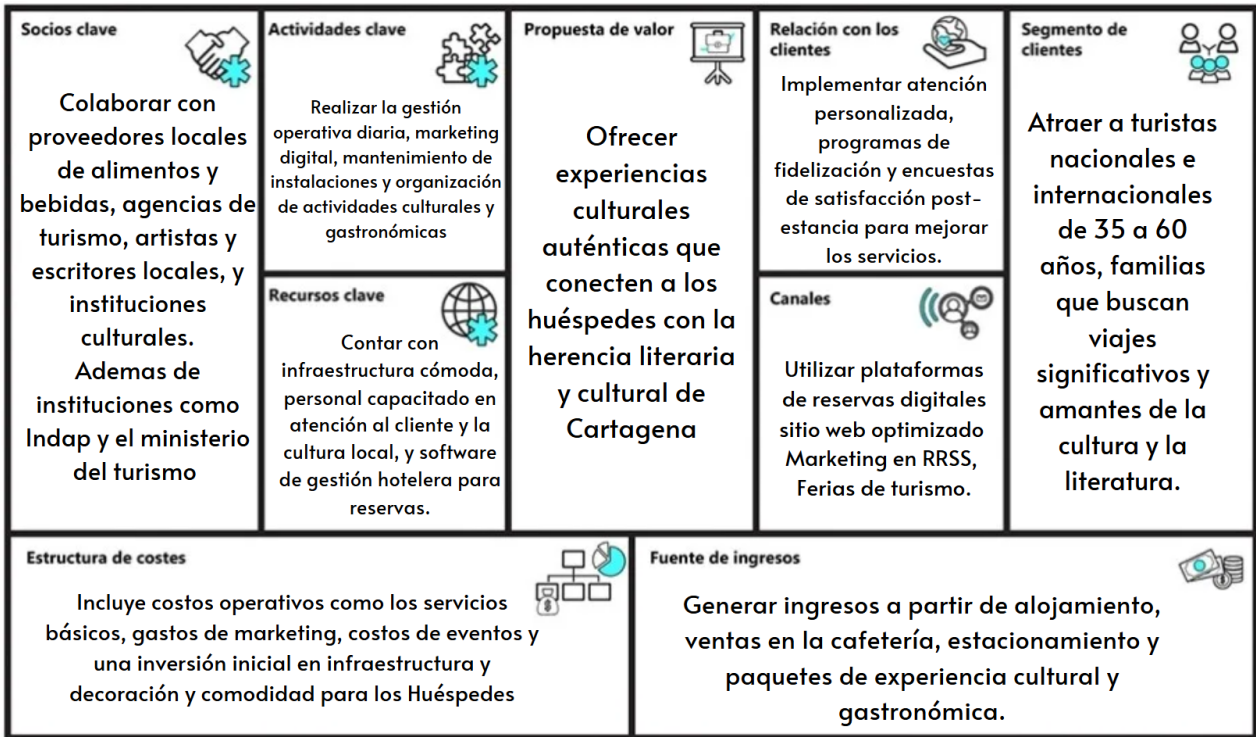 Socios clave
Colaborar con
proveedores locales
de alimentos y
bebidas, agencias de
turismo, artistas y
escritores locales, y
instituciones
culturales.
Ademas de
instituciones como
Indap y el ministerio
del turismo
Actividades clave
Realizar la gestión
operativa diaria, marketing
digital, mantenimiento de
instalaciones y organización
de actividades culturales y
gastronómicas
Recursos clave
Contar con
infraestructura cómoda,
personal capacitado en
atención al cliente y la
cultura local, y software
de gestión hotelera para
reservas.
Propuesta de valor
Ofrecer
experiencias
culturales
auténticas que
conecten a los
huéspedes con la
herencia literaria
y cultural de
Cartagena
Relación con los
clientes
Implementar atención
personalizada,
programas de
fidelización y encuestas
de satisfacción post-
estancia para mejorar
los servicios.
Canales
Utilizar plataformas
de reservas digitales
sitio web optimizado
Marketing en RRSS,
Ferias de turismo.
Segmento de
clientes
Atraer a turistas
nacionales e
internacionales
de 35 a 60
años, familias
que buscan
viajes
significativos y
amantes de la
cultura y la
literatura.
Estructura de costes
Incluye costos operativos como los servicios
básicos, gastos de marketing, costos de eventos y
una inversión inicial en infraestructura y
decoración y comodidad para los Huéspedes
Fuente de ingresos
Generar ingresos a partir de alojamiento,
ventas en la cafetería, estacionamiento y
paquetes de experiencia cultural y
gastronómica.